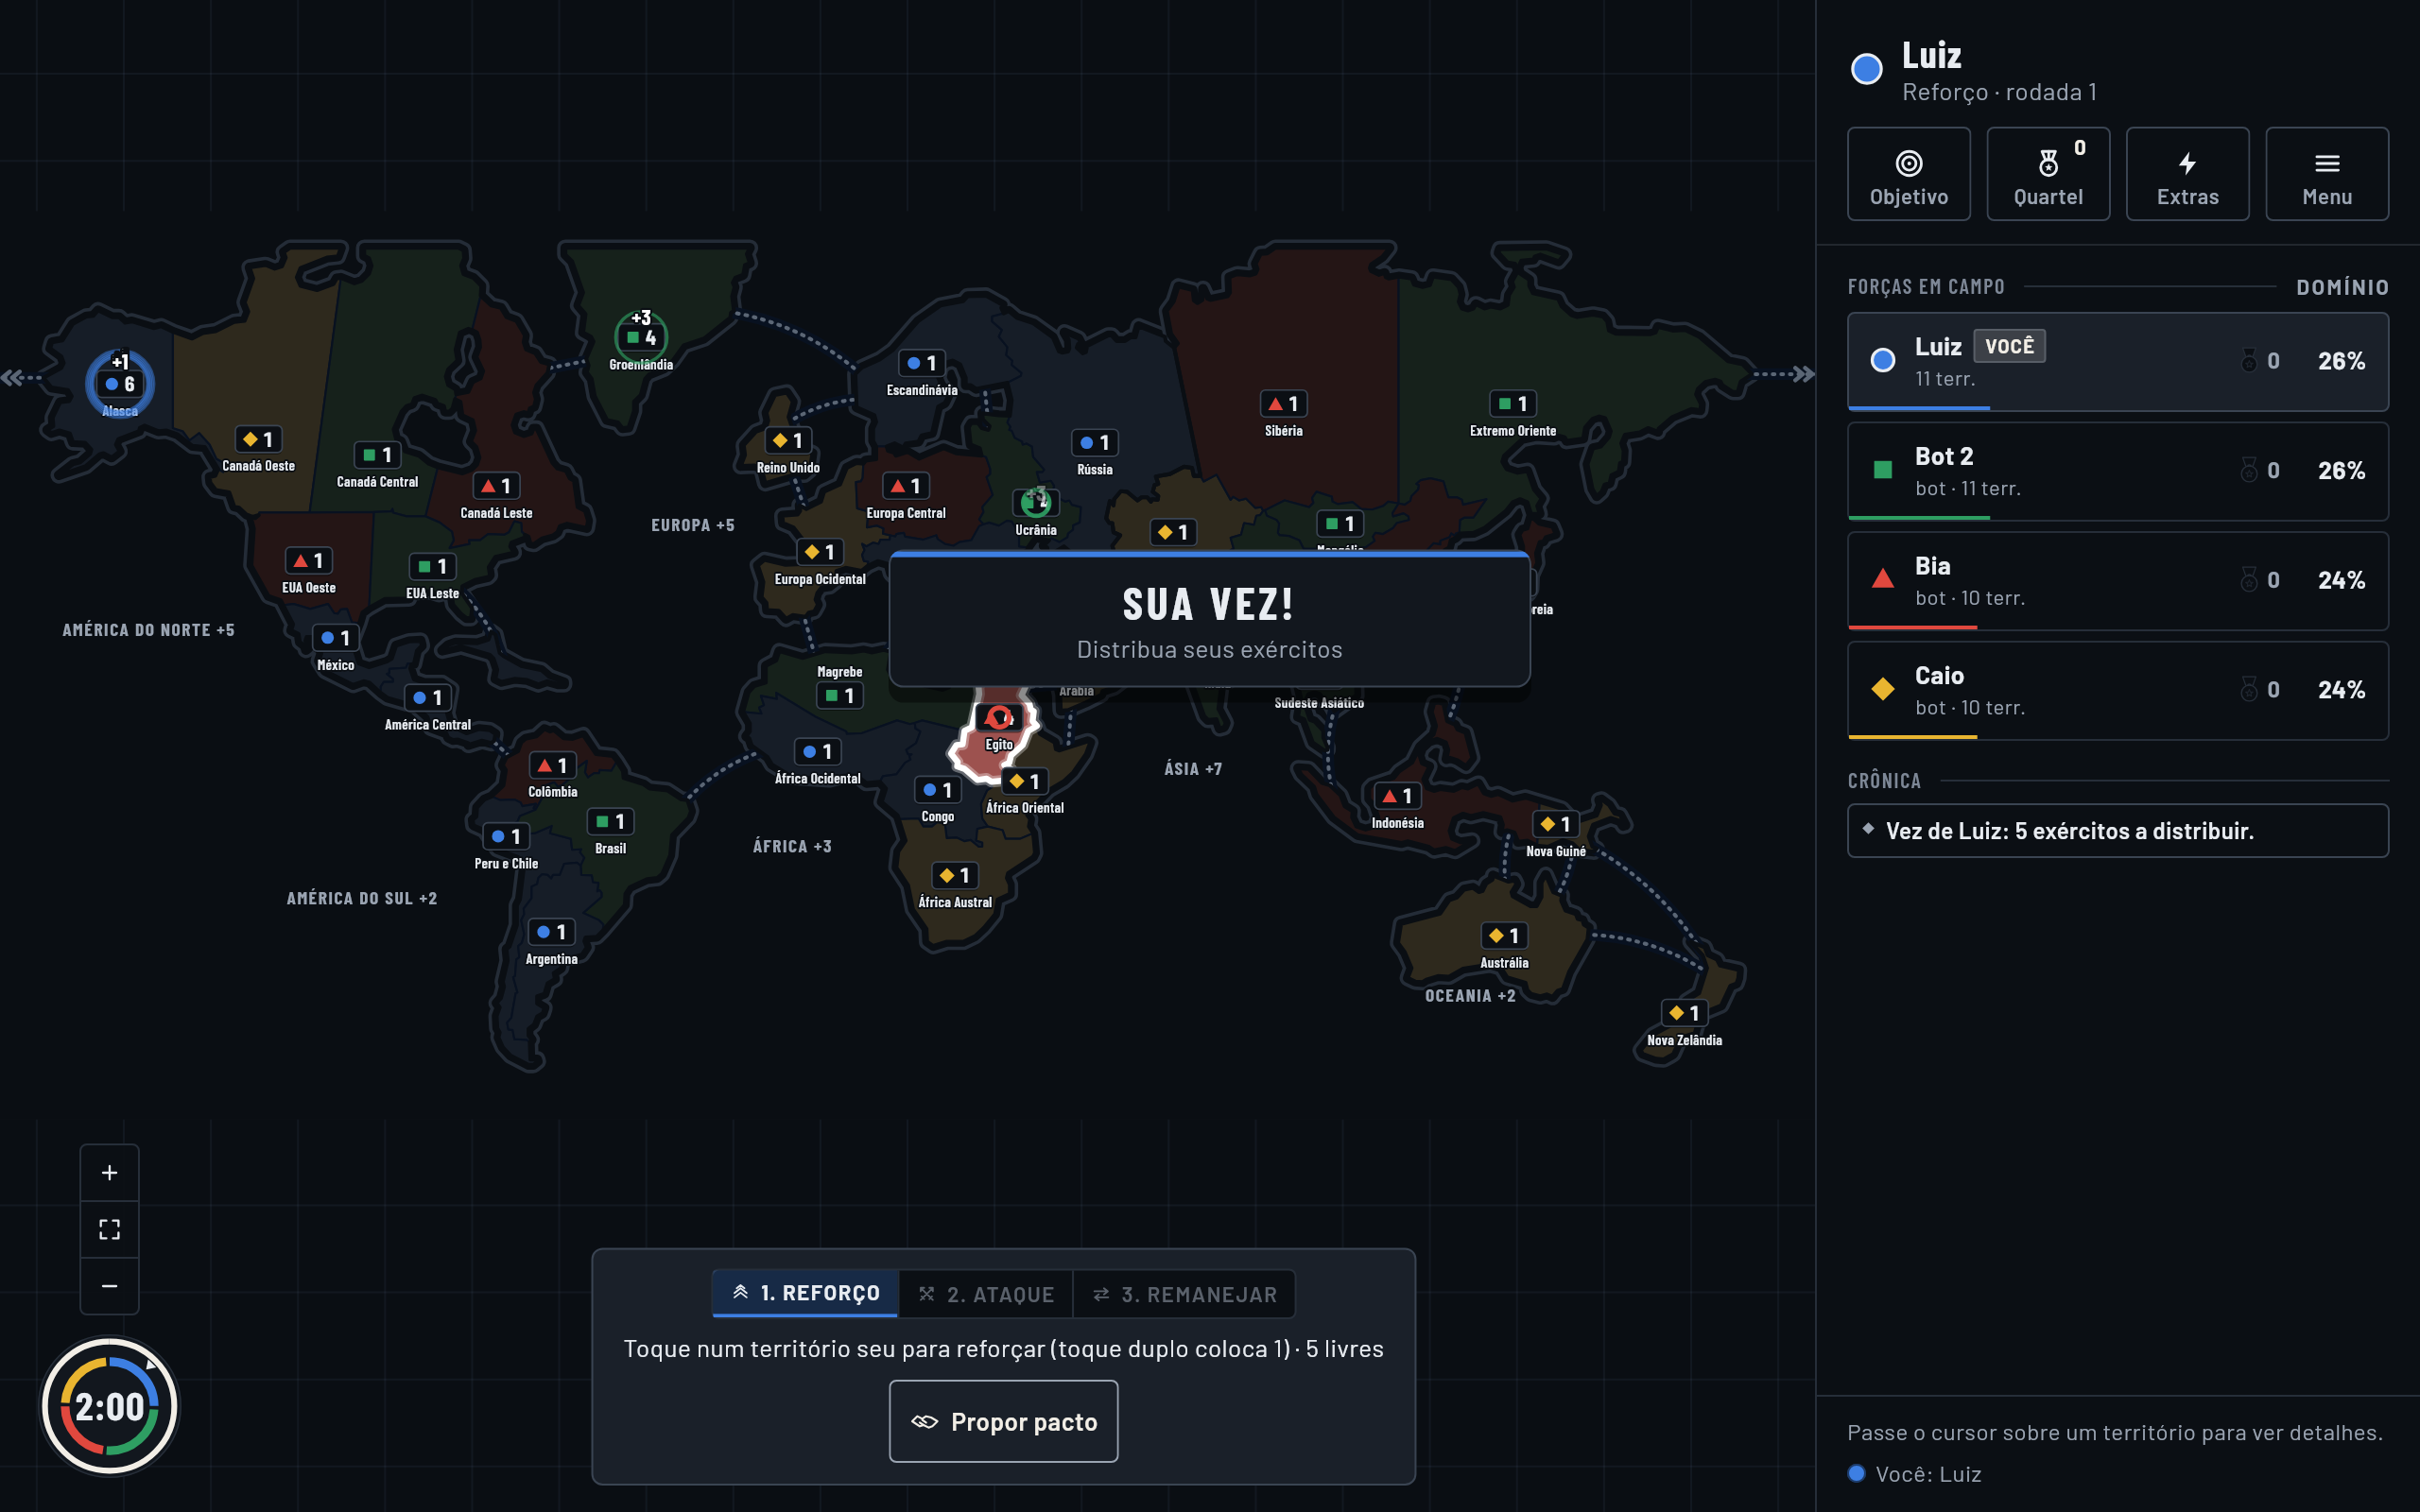 Luiz
Reforço · rodada 1
Objetivo
0
Quartel
Extras
Menu
FORÇAS EM CAMPO
DOMÍNIO
Luiz VOCÊ
11 terr.
0
26%
Bot 2
bot · 11 terr.
0
26%
Bia
bot · 10 terr.
0
24%
Caio
bot · 10 terr.
0
24%
CRÔNICA
Vez de Luiz: 5 exércitos a distribuir.
Passe o cursor sobre um território para ver detalhes.
Você: Luiz
+3
4
Groenlândia
+1
6
Alasca
1
Canadá Oeste
1
Canadá Central
1
Canadá Leste
1
EUA Oeste
1
EUA Leste
AMÉRICA DO NORTE +5
1
México
1
América Central
1
Colômbia
1
Brasil
1
Peru e Chile
AMÉRICA DO SUL +2
1
Argentina
1
Escandinávia
1
Reino Unido
1
Europa Central
1
Rússia
EUROPA +5
Ucrânia
1
Europa Ocidental
1
Sibéria
1
Extremo Oriente
1
1
SUA VEZ!
Distribua seus exércitos
Magrebe
1
Arábia
Sudeste Asiático
Egito
1
África Ocidental
1
Congo
1
África Oriental
ÁFRICA +3
1
África Austral
ÁSIA +7
1
Indonésia
1
Nova Guiné
1
Austrália
OCEANIA +2
1
Nova Zelândia
+
−
2:00
1. REFORÇO
2. ATAQUE
3. REMANEJAR
Toque num território seu para reforçar (toque duplo coloca 1) · 5 livres
Propor pacto